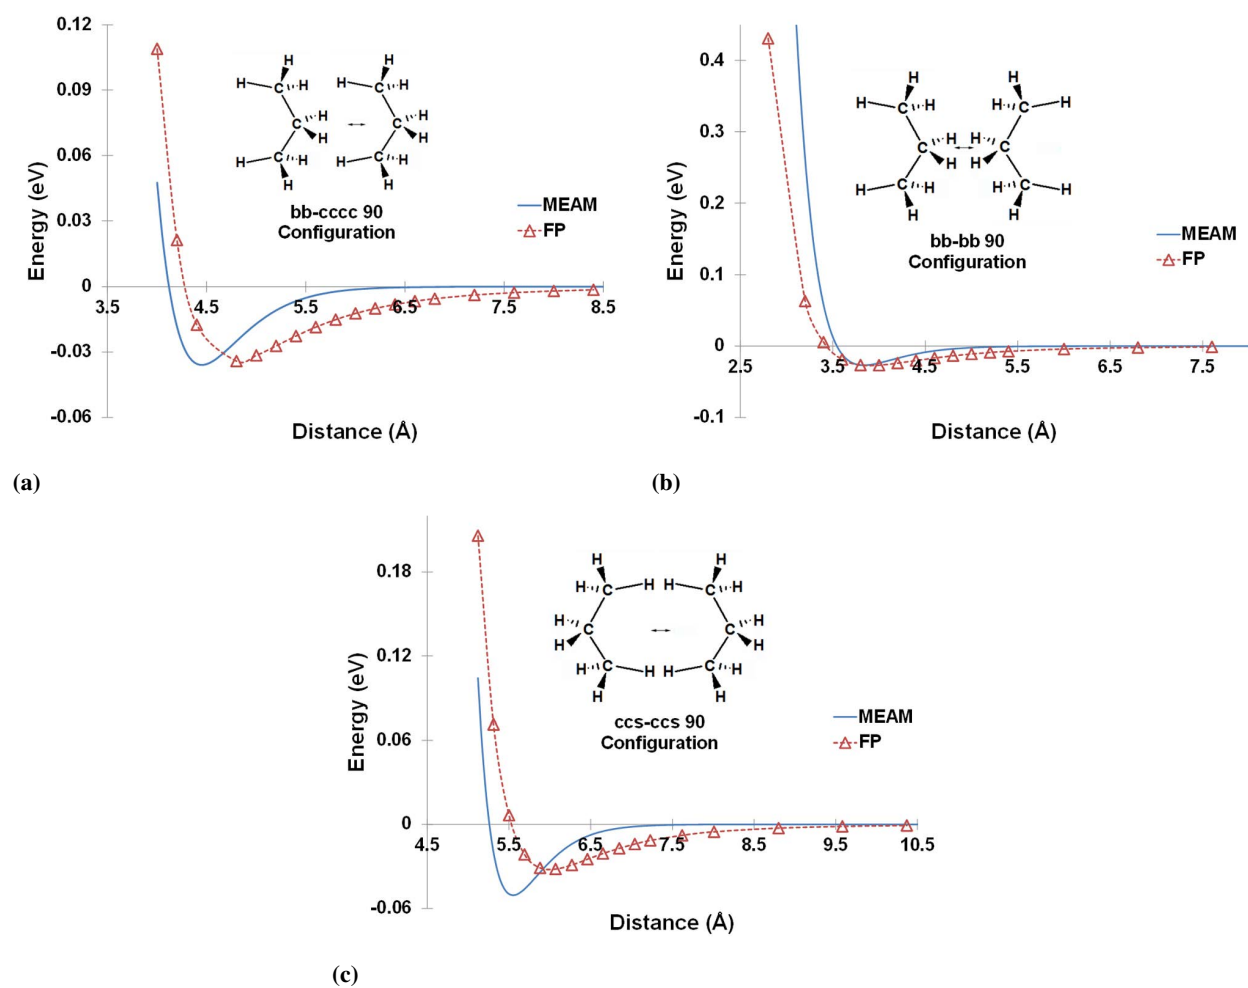 0.12
0.09
0.06
0.03
0
-0.03
-0.06
3.5 4.5 5.5 6.5 7.5 8.5
Energy (eV)
Distance (Å)
H H
H C H H C H
C H C H
H H
H C H H C H
H H
bb-cccc 90
Configuration
MEAM
FP
(a)
0.4
0.3
0.2
0.1
0
-0.1
2.5 3.5 4.5 5.5 6.5 7.5
Energy (eV)
Distance (Å)
H H
H C H H C H
C H H C
H H
H C H H C H
H H
bb-bb 90
Configuration
MEAM
FP
(b)
0.18
0.12
0.06
0
-0.06
4.5 5.5 6.5 7.5 8.5 9.5 10.5
Energy (eV)
Distance (Å)
H H
H C H H C H
H C C H
H H
H C H H C H
H H
ccs-ccs 90
Configuration
MEAM
FP
(c)